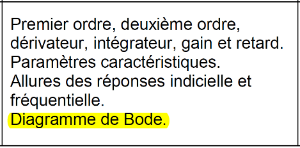 Premier ordre, deuxième ordre,
dérivateur, intégrateur, gain et retard.
Paramètres caractéristiques.
Allures des réponses indicielle et
fréquentielle.
Diagramme de Bode.